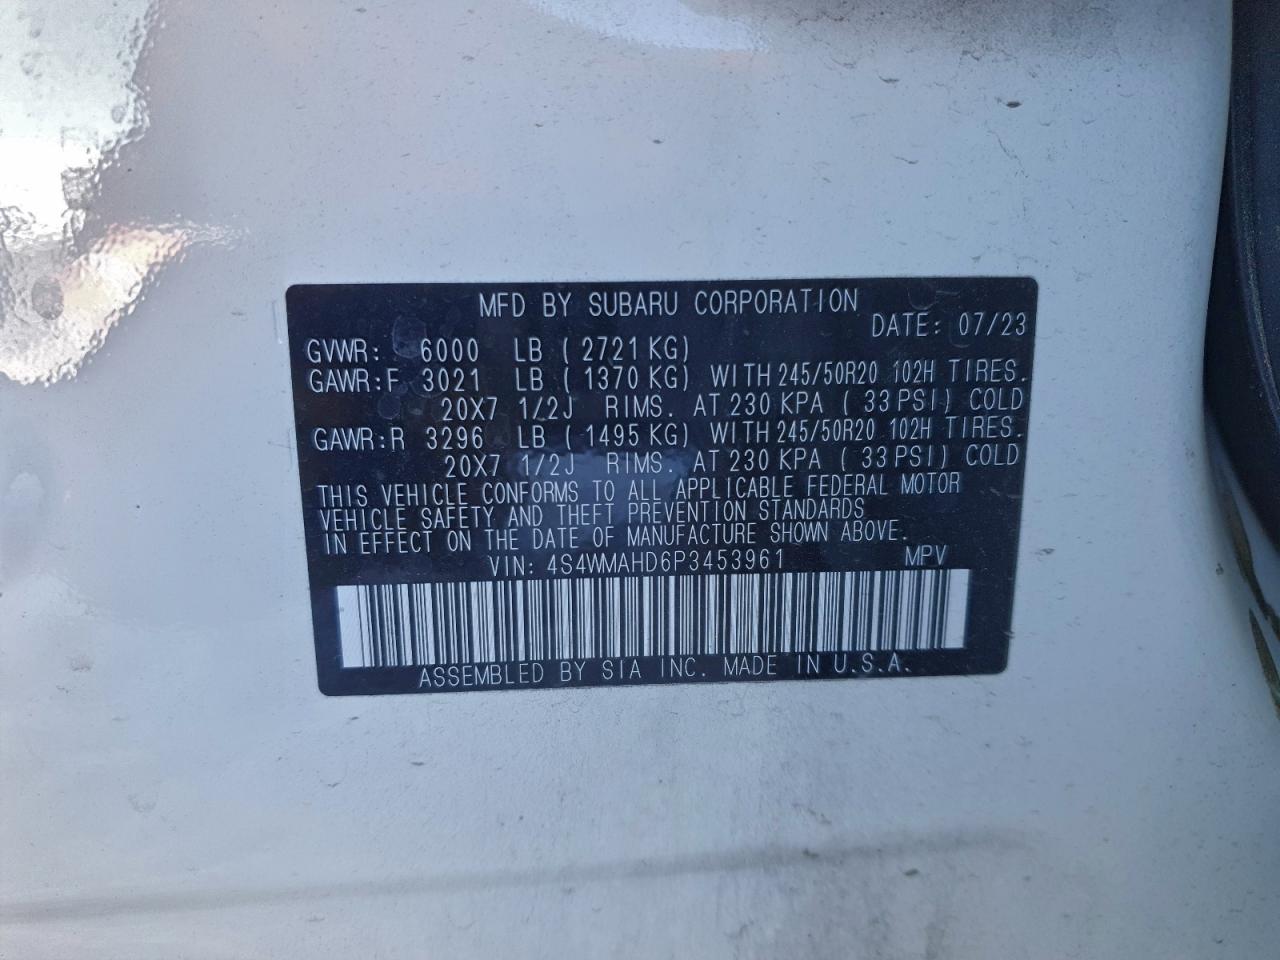 MFD BY SUBARU CORPORATION
DATE: 07/23
GVWR: 6000 LB (2721 KG)
GAWR:F 3021 LB (1370 KG) WITH 245/50R20 102H TIRES.
20X7 1/2J RIMS. AT 230 KPA (33 PSI) COLD
GAWR:R 3296 LB (1495 KG) WITH 245/50R20 102H TIRES.
20X7 1/2J RIMS. AT 230 KPA (33 PSI) COLD
THIS VEHICLE CONFORMS TO ALL APPLICABLE FEDERAL MOTOR
VEHICLE SAFETY AND THEFT PREVENTION STANDARDS
IN EFFECT ON THE DATE OF MANUFACTURE SHOWN ABOVE.
VIN: 4S4WMAHD6P3453961 MPV
ASSEMBLED BY SIA INC. MADE IN U.S.A.